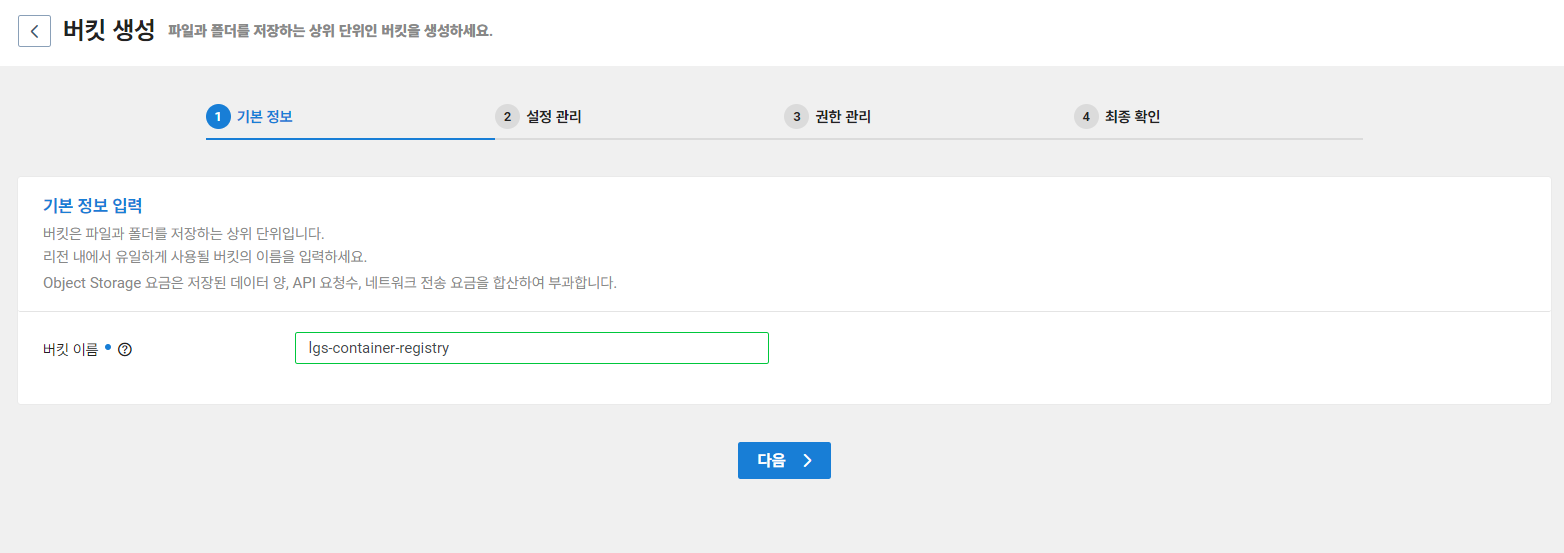 버킷 생성 파일과 폴더를 저장하는 상위 단위인 버킷을 생성하세요.
1 기본 정보 2 설정 관리 3 권한 관리 4 최종 확인
기본 정보 입력
버킷은 파일과 폴더를 저장하는 상위 단위입니다.
리전 내에서 유일하게 사용될 버킷의 이름을 입력하세요.
Object Storage 요금은 저장된 데이터 양, API 요청수, 네트워크 전송 요금을 합산하여 부과합니다.
버킷 이름 lgs-container-registry
다음